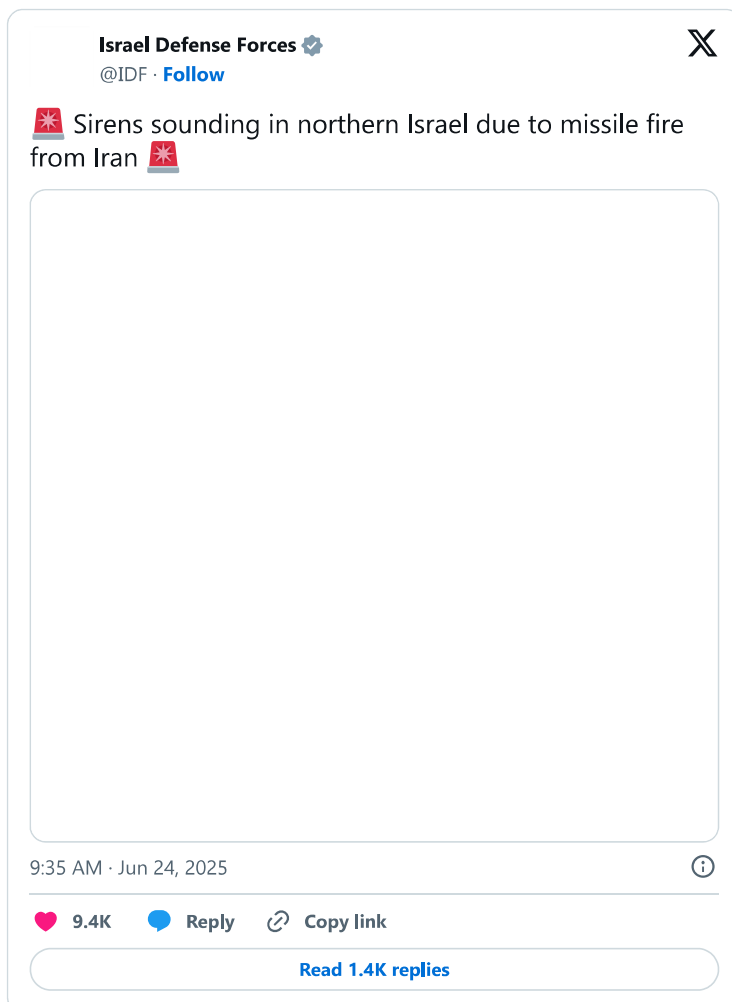 Israel Defense Forces
@IDF · Follow
🚨 Sirens sounding in northern Israel due to missile fire
from Iran 🚨
9:35 AM · Jun 24, 2025
9.4K Reply Copy link
Read 1.4K replies